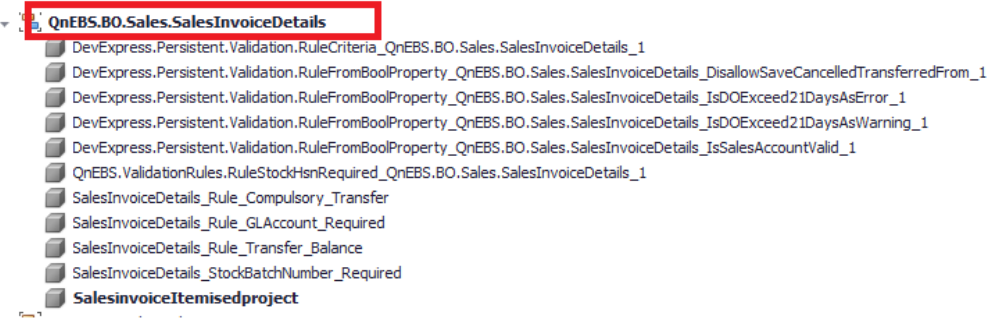 QnEBS.BO.Sales.SalesInvoiceDetails
DevExpress.Persistent.Validation.RuleCriteria_QnEBS.BO.Sales.SalesInvoiceDetails_1
DevExpress.Persistent.Validation.RuleFromBoolProperty_QnEBS.BO.Sales.SalesInvoiceDetails_DisallowSaveCancelledTransferredFrom_1
DevExpress.Persistent.Validation.RuleFromBoolProperty_QnEBS.BO.Sales.SalesInvoiceDetails_IsDOExceed21DaysAsError_1
DevExpress.Persistent.Validation.RuleFromBoolProperty_QnEBS.BO.Sales.SalesInvoiceDetails_IsDOExceed21DaysAsWarning_1
DevExpress.Persistent.Validation.RuleFromBoolProperty_QnEBS.BO.Sales.SalesInvoiceDetails_IsSalesAccountValid_1
QnEBS.ValidationRules.RuleStockHsnRequired_QnEBS.BO.Sales.SalesInvoiceDetails_1
SalesInvoiceDetails_Rule_Compulsory_Transfer
SalesInvoiceDetails_Rule_GLAccount_Required
SalesInvoiceDetails_Rule_Transfer_Balance
SalesInvoiceDetails_StockBatchNumber_Required
SalesinvoiceItemisedproject